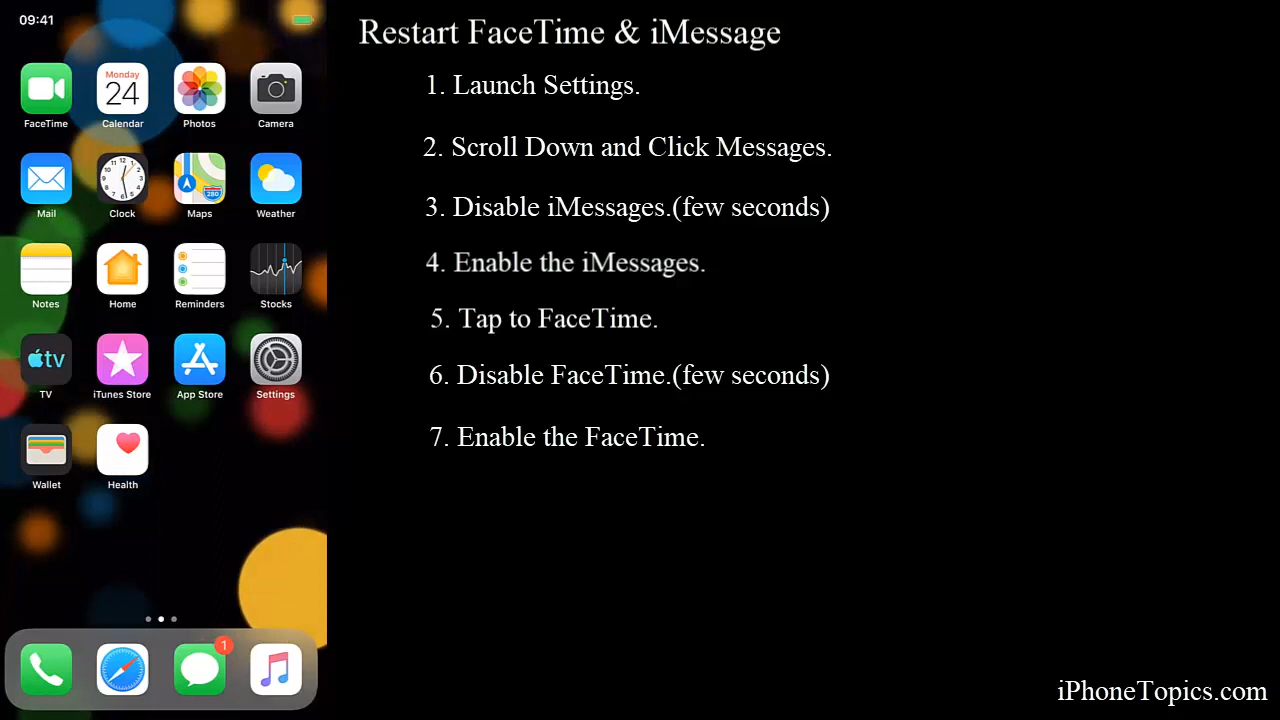 09:41
Restart FaceTime & iMessage
1. Launch Settings.
2. Scroll Down and Click Messages.
3. Disable iMessages.(few seconds)
4. Enable the iMessages.
5. Tap to FaceTime.
6. Disable FaceTime.(few seconds)
7. Enable the FaceTime.
Monday
24
FaceTime Calendar Photos Camera
12
280
Mail Clock Maps Weather
Notes Home Reminders Stocks
tv
TV iTunes Store App Store Settings
Wallet Health
1
iPhoneTopics.com